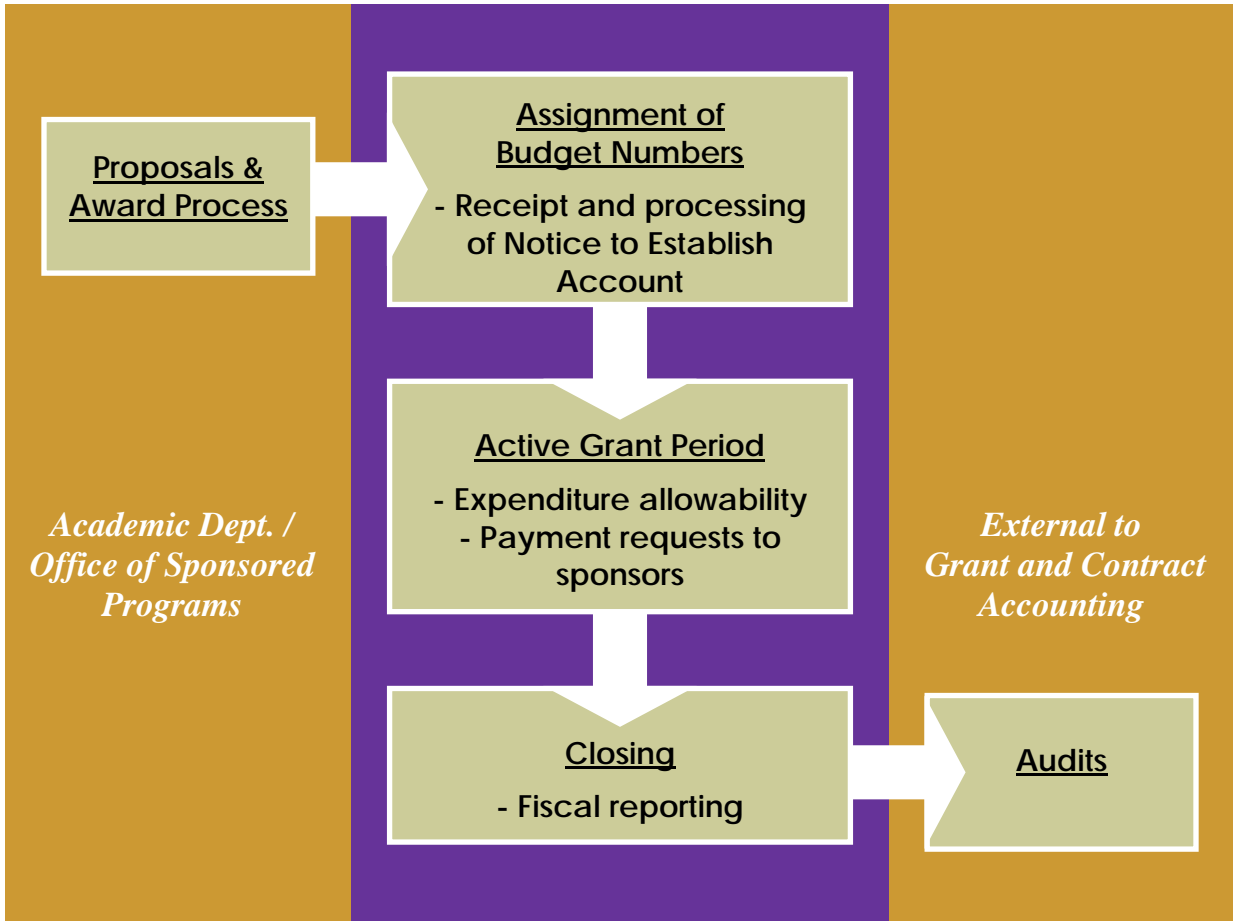 Proposals &
Award Process
Assignment of
Budget Numbers
- Receipt and processing
of Notice to Establish
Account
Active Grant Period
- Expenditure allowability
- Payment requests to
sponsors
Academic Dept. /
Office of Sponsored
Programs
External to
Grant and Contract
Accounting
Closing
- Fiscal reporting
Audits